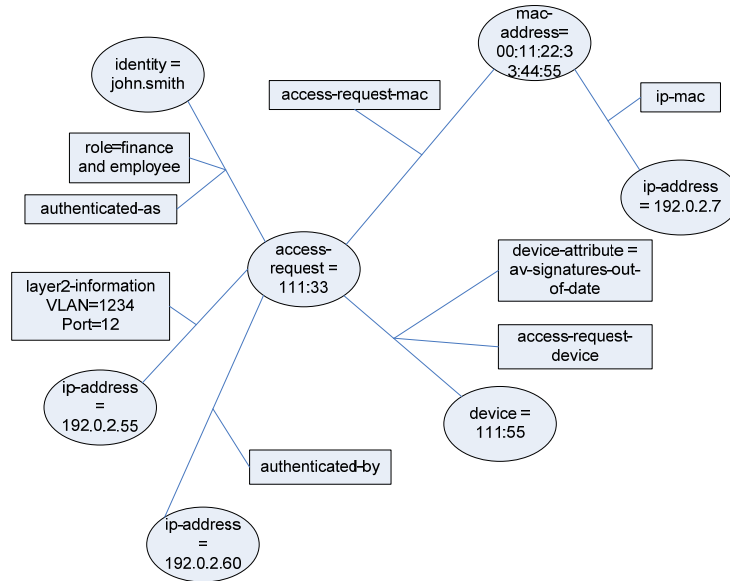 mac-
address=
00:11:22:3
3:44:55
identity =
john.smith
access-request-mac
ip-mac
role=finance
and employee
ip-address
= 192.0.2.7
authenticated-as
access-
request =
111:33
device-attribute =
av-signatures-out-
of-date
layer2-information
VLAN=1234
Port=12
access-request-
device
ip-address
=
192.0.2.55
device =
111:55
authenticated-by
ip-address
=
192.0.2.60